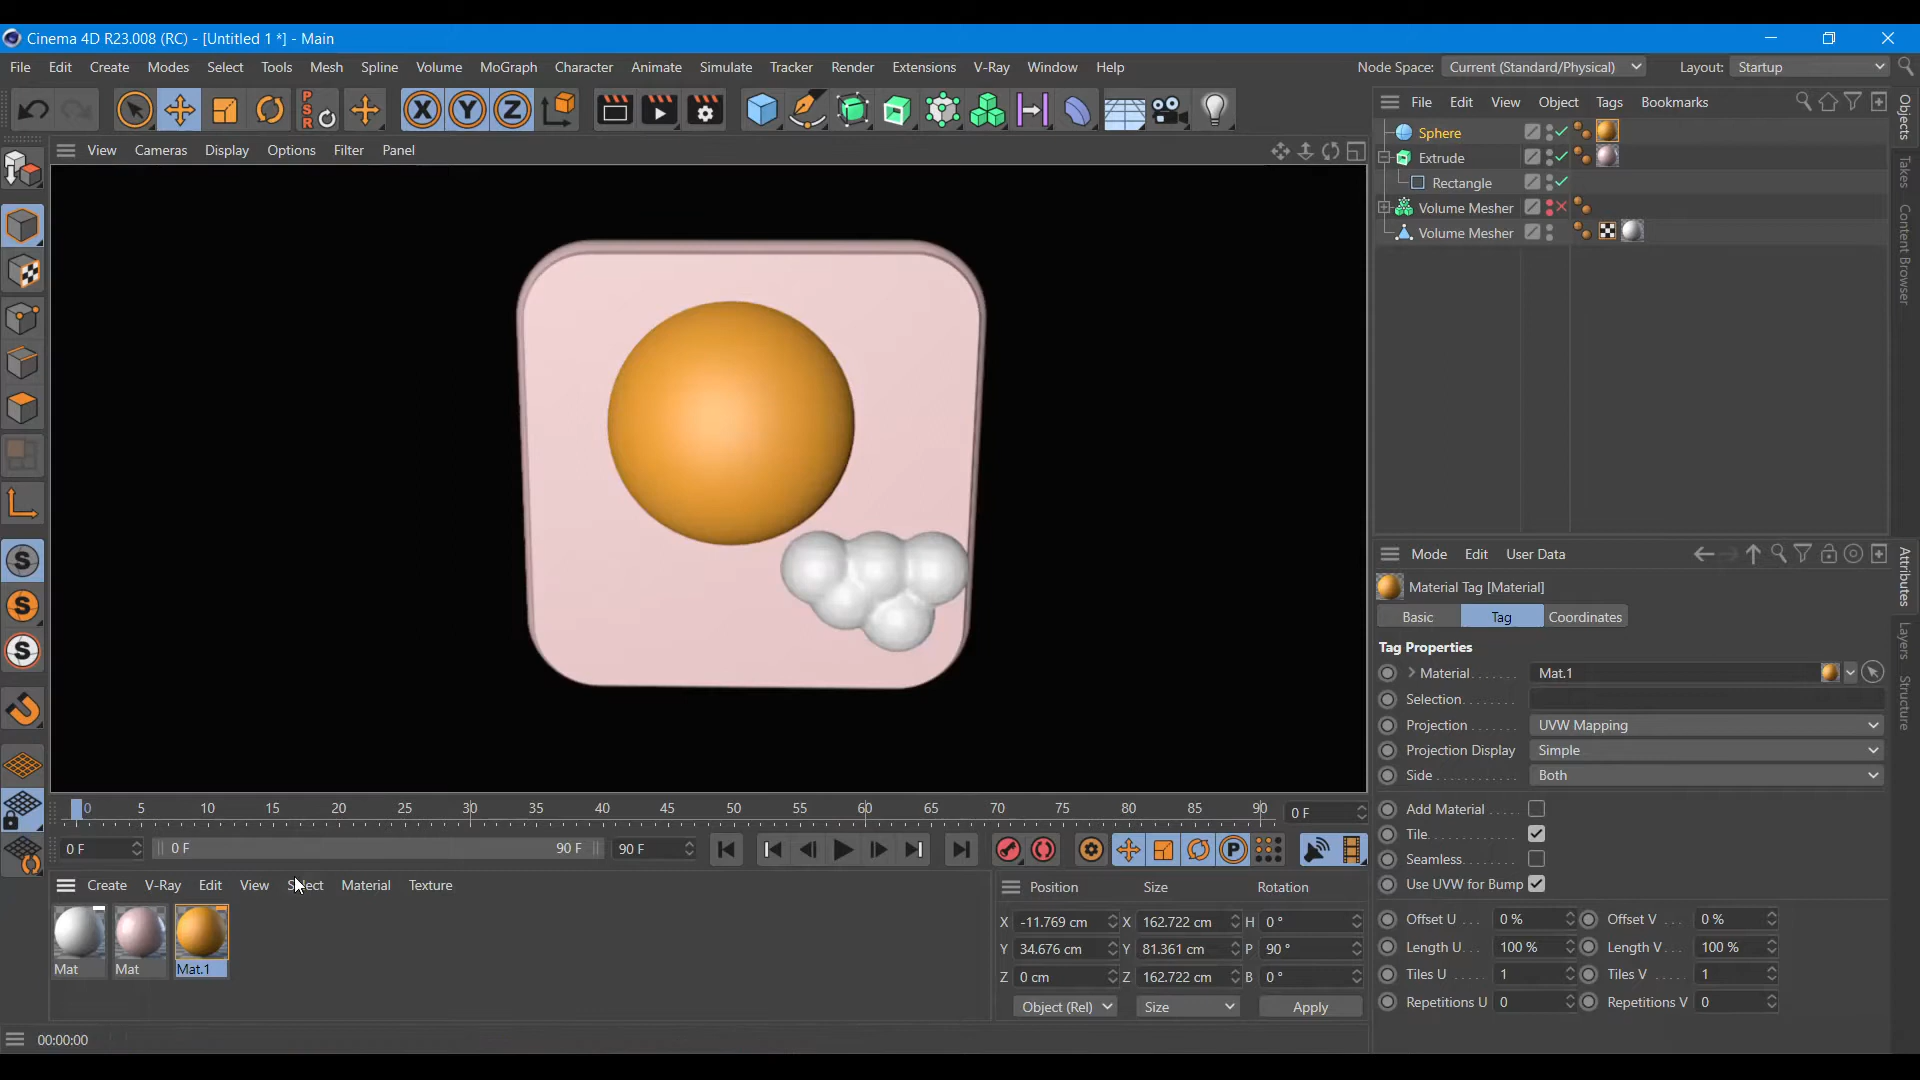 Cinema 4D R23.008 (RC) - [Untitled 1 *] - Main
File Edit Create Modes Select Tools Mesh Spline Volume MoGraph Character Animate Simulate Tracker Render Extensions V-Ray Window Help Node Space: Current (Standard/Physical) Layout: Startup
PSR X Y Z
File Edit View Object Tags Bookmarks
View Cameras Display Options Filter Panel
Objects
Takes
Content Browser
Sphere
Extrude
Rectangle
Volume Mesher
Volume Mesher
Mode Edit User Data
Attributes
Layers
Structure
Material Tag [Material]
Basic Tag Coordinates
Tag Properties
Material Mat.1
Selection
Projection UVW Mapping
Projection Display Simple
Side Both
Add Material
Tile
Seamless
Use UVW for Bump
Offset U 0 % Offset V 0 %
Length U 100 % Length V 100 %
Tiles U 1 Tiles V 1
Repetitions U 0 Repetitions V 0
S
S
S
0 5 10 15 20 25 30 35 40 45 50 55 60 65 70 75 80 85 90 0 F
0 F 0 F 90 F 90 F P
Create V-Ray Edit View Select Material Texture
Mat Mat Mat.1
Position Size Rotation
X -11.769 cm X 162.722 cm H 0 °
Y 34.676 cm Y 81.361 cm P 90 °
Z 0 cm Z 162.722 cm B 0 °
Object (Rel) Size Apply
00:00:00